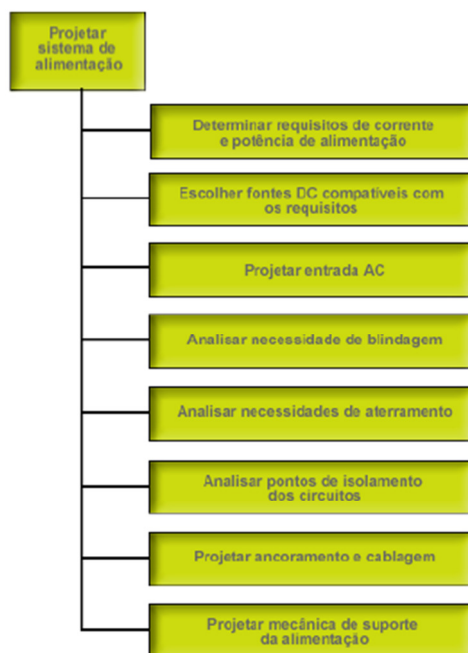 Projetar
sistema de
alimentação
Determinar requisitos de corrente
e potência de alimentação
Escolher fontes DC compatíveis com
os requisitos
Projetar entrada AC
Analisar necessidade de blindagem
Analisar necessidades de aterramento
Analisar pontos de isolamento
dos circuitos
Projetar ancoramento e cablagem
Projetar mecânica de suporte
da alimentação